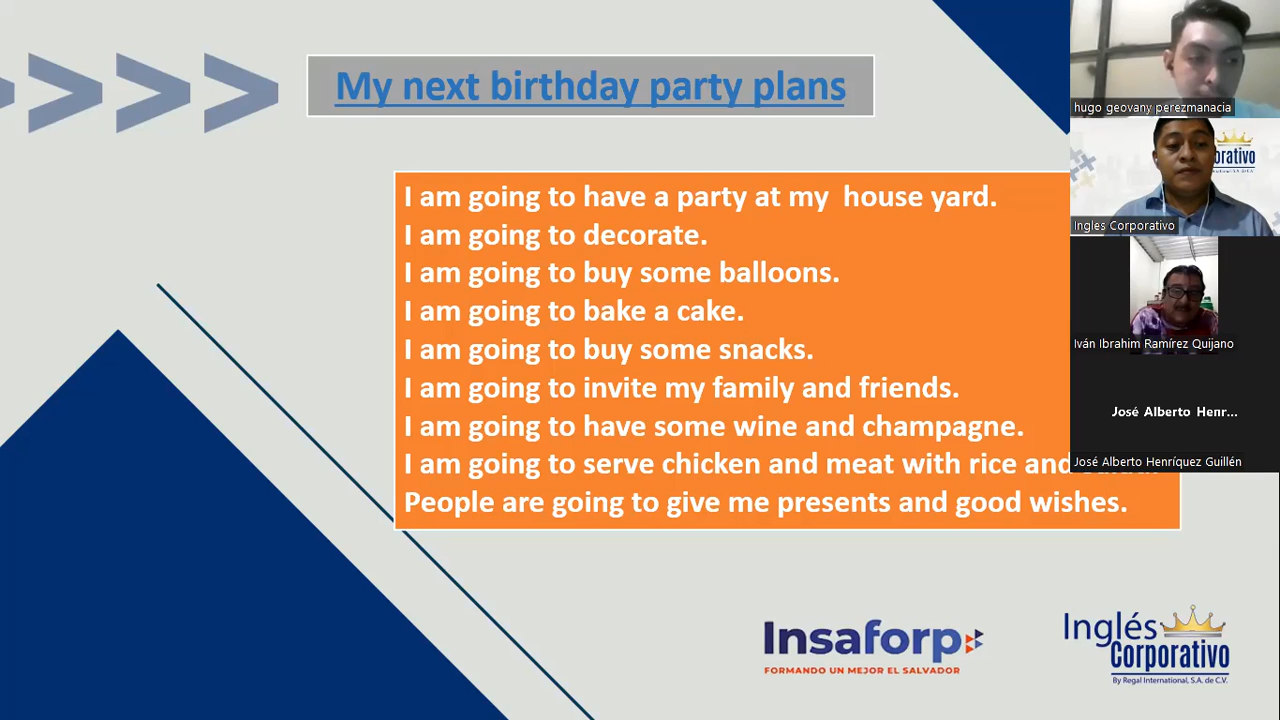 My next birthday party plans
I am going to have a party at my house yard.
I am going to decorate.
I am going to buy some balloons.
I am going to bake a cake.
I am going to buy some snacks.
I am going to invite my family and friends.
I am going to have some wine and champagne.
I am going to serve chicken and meat with rice and
People are going to give me presents and good wishes.
hugo geovany perezmanacia
orativo
Ingles Corporativo
Iván Ibrahim Ramírez Quijano
José Alberto Henr...
José Alberto Henríquez Guillén
Insaforp
FORMANDO UN MEJOR EL SALVADOR
Inglés
Corporativo
By Regal International, S.A. de C.V.